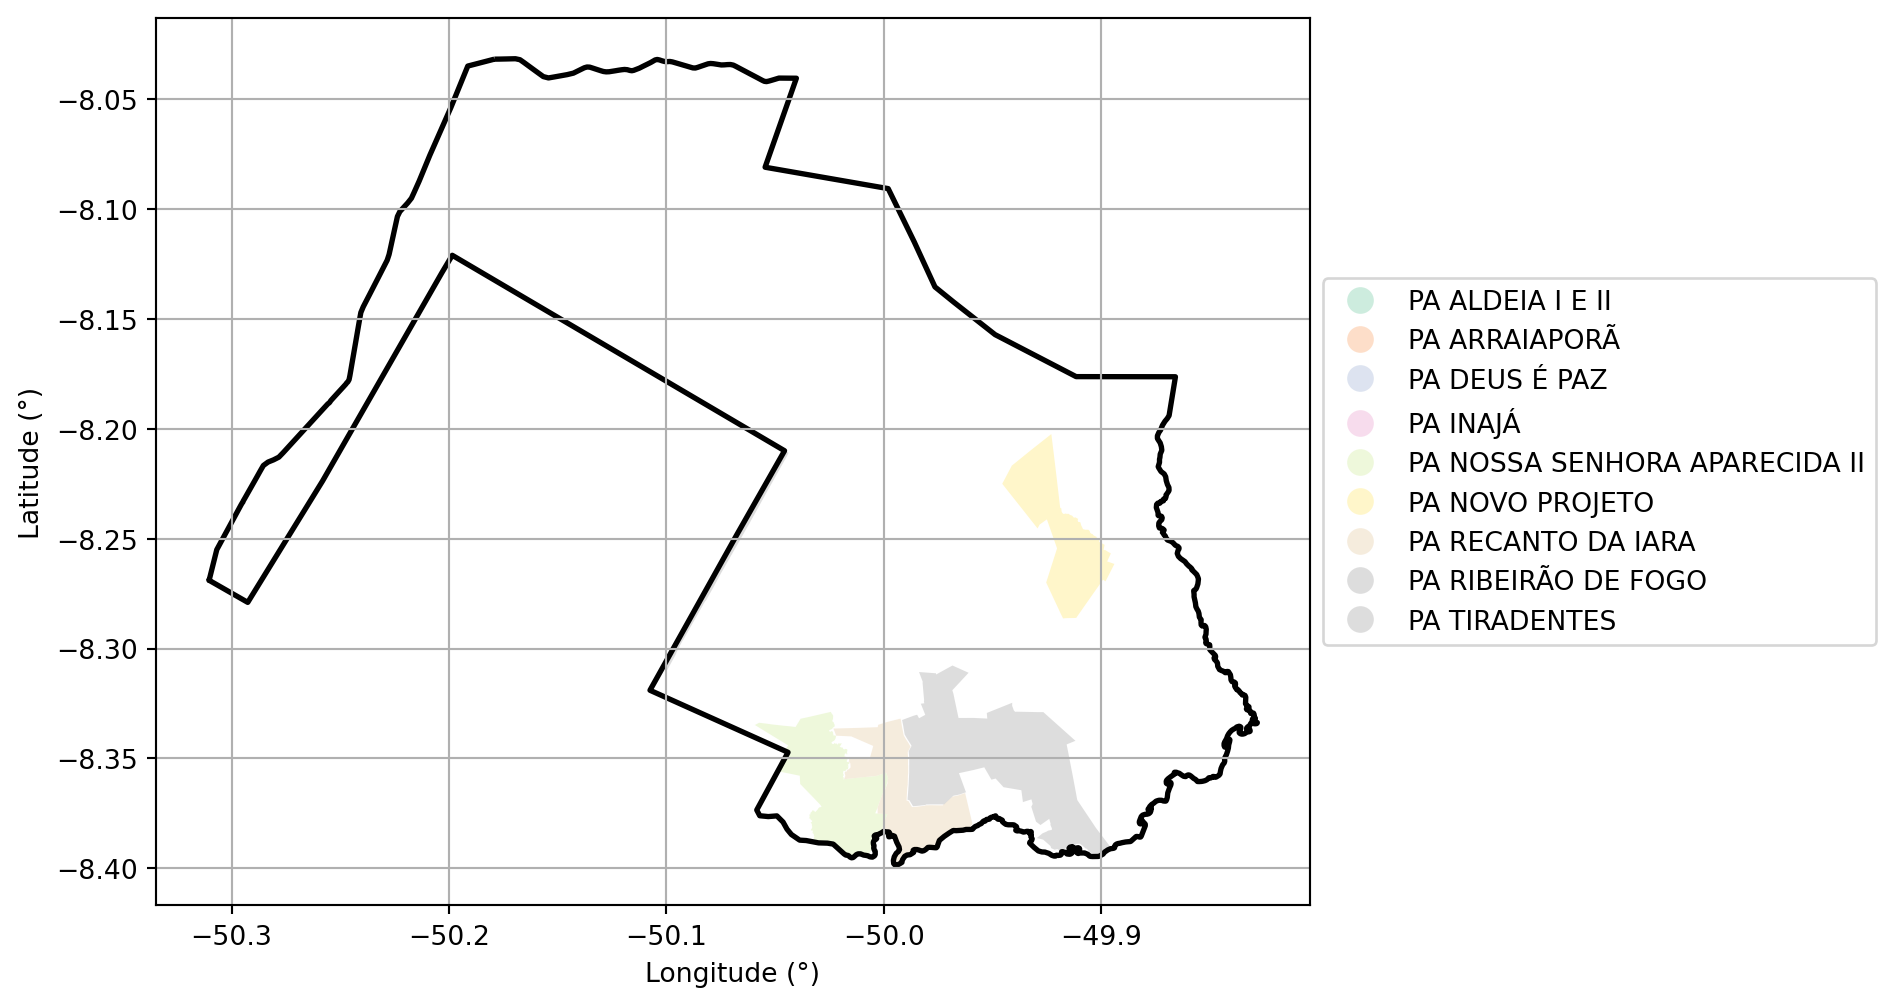 −8.05
−8.10
−8.15
−8.20
−8.25
−8.30
−8.35
−8.40
Latitude (°)
−50.3 −50.2 −50.1 −50.0 −49.9
Longitude (°)
PA ALDEIA I E II
PA ARRAIAPORÃ
PA DEUS É PAZ
PA INAJÁ
PA NOSSA SENHORA APARECIDA II
PA NOVO PROJETO
PA RECANTO DA IARA
PA RIBEIRÃO DE FOGO
PA TIRADENTES